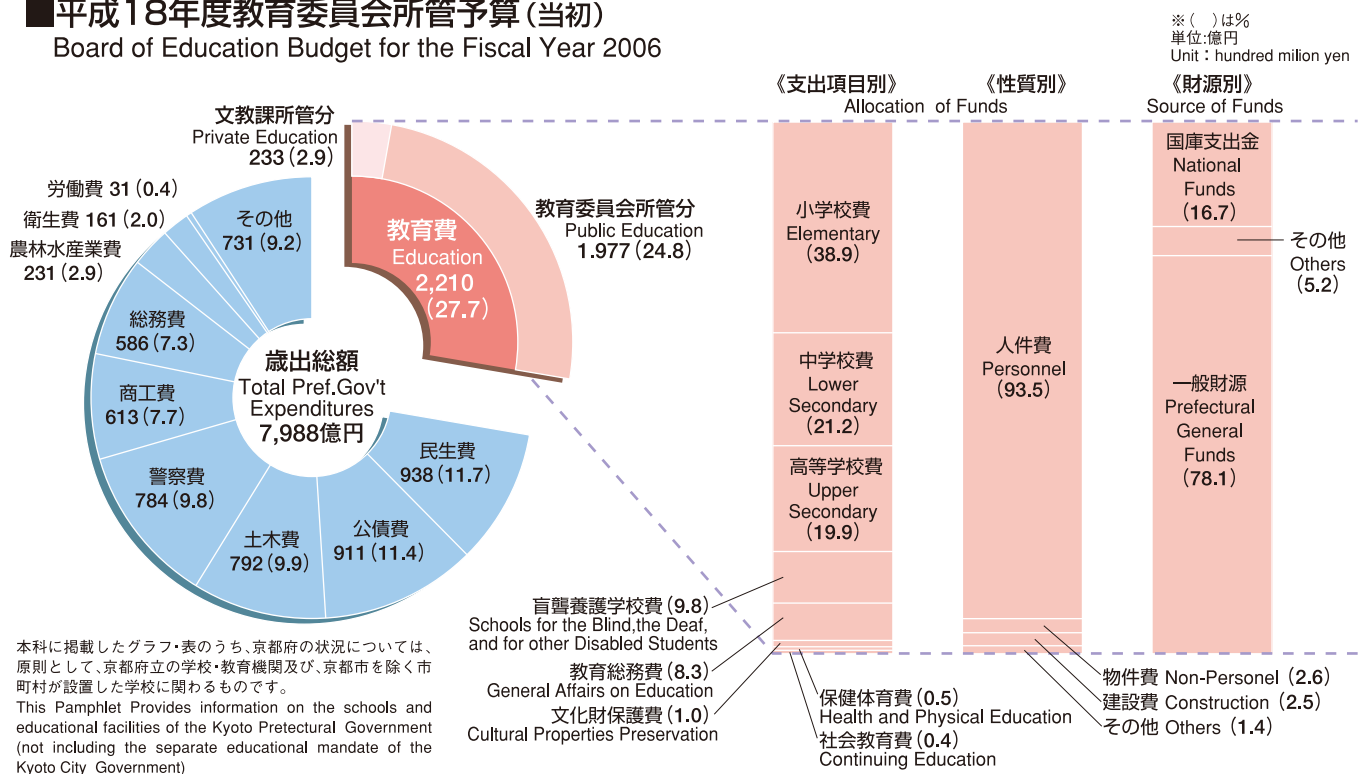 ■平成18年度教育委員会所管予算(当初)
Board of Education Budget for the Fiscal Year 2006
※(　)は%
単位:億円
Unit：hundred milion yen
文教課所管分
Private Education
233(2.9)
労働費 31(0.4)
衛生費 161(2.0)
農林水産業費
231(2.9)
その他
731(9.2)
総務費
586(7.3)
商工費
613(7.7)
警察費
784(9.8)
土木費
792(9.9)
公債費
911(11.4)
民生費
938(11.7)
歳出総額
Total Pref.Gov't
Expenditures
7,988億円
教育費
Education
2,210
(27.7)
教育委員会所管分
Public Education
1.977(24.8)
《支出項目別》
《性質別》
Allocation of Funds
《財源別》
Source of Funds
小学校費
Elementary
(38.9)
中学校費
Lower
Secondary
(21.2)
高等学校費
Upper
Secondary
(19.9)
盲聾養護学校費(9.8)
Schools for the Blind,the Deaf,
and for other Disabled Students
教育総務費(8.3)
General Affairs on Education
文化財保護費(1.0)
Cultural Properties Preservation
保健体育費(0.5)
Health and Physical Education
社会教育費(0.4)
Continuing Education
人件費
Personnel
(93.5)
物件費 Non-Personel (2.6)
建設費 Construction (2.5)
その他 Others (1.4)
国庫支出金
National
Funds
(16.7)
その他
Others
(5.2)
一般財源
Prefectural
General
Funds
(78.1)
本科に掲載したグラフ・表のうち、京都府の状況については、
原則として、京都府立の学校・教育機関及び、京都市を除く市
町村が設置した学校に関わるものです。
This Pamphlet Provides information on the schools and
educational facilities of the Kyoto Pretectural Government
(not including the separate educational mandate of the
Kyoto City Government)